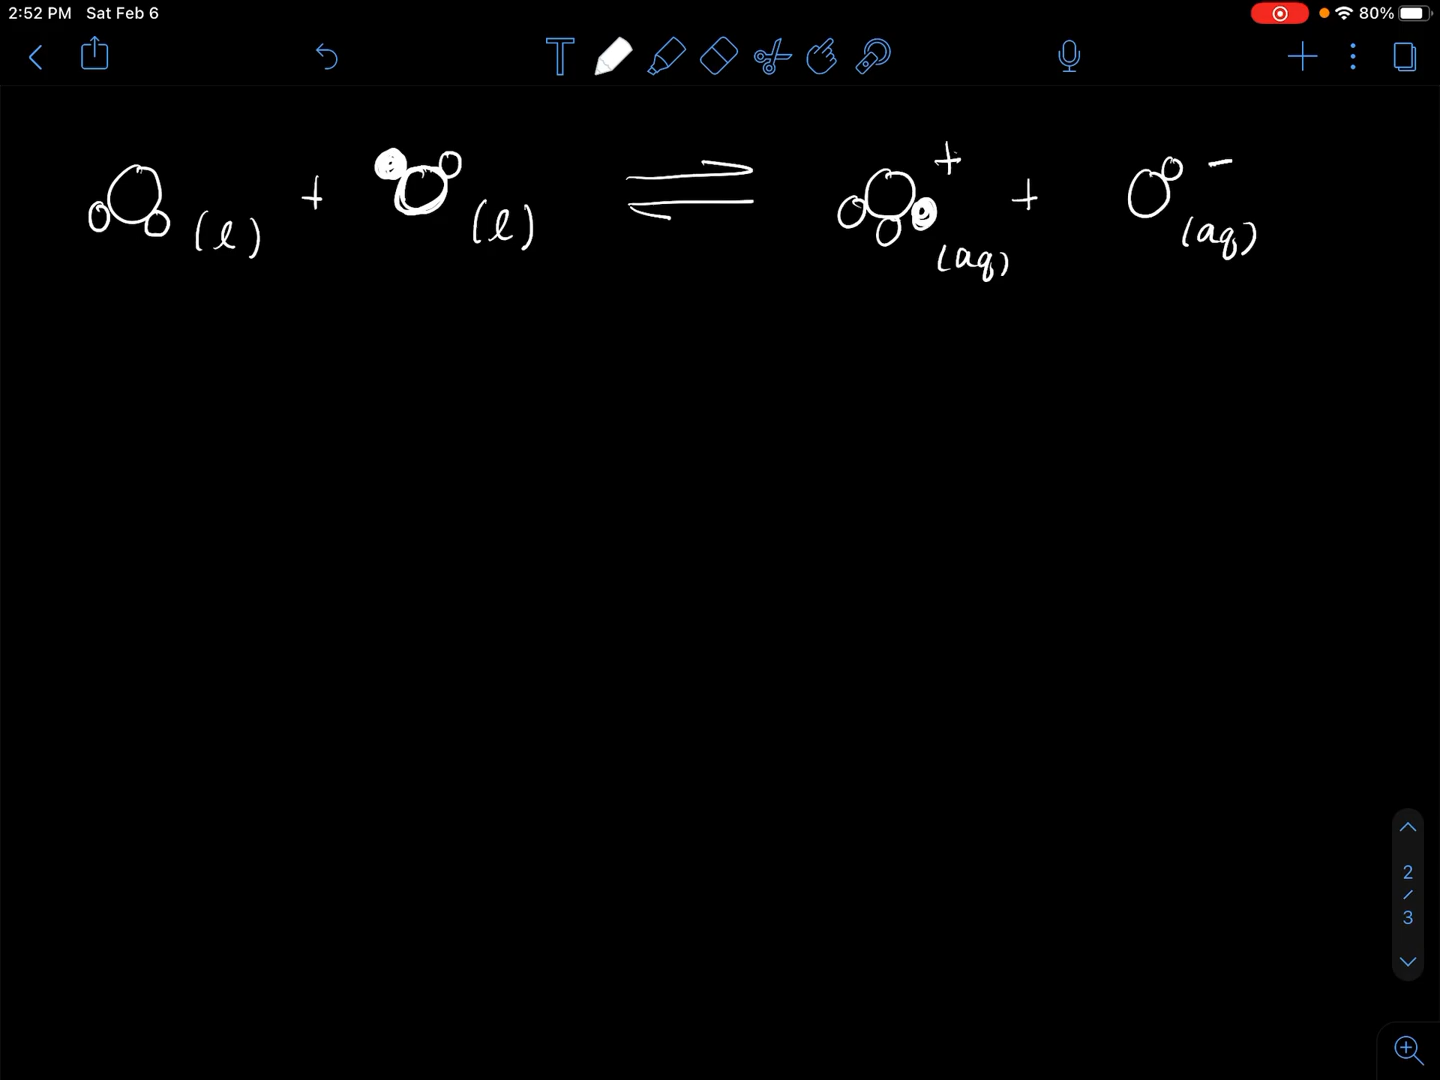 2:52 PM Sat Feb 6 80%
T
(l) + (l) ⇌ + + -
(aq) (aq)
2
/
3